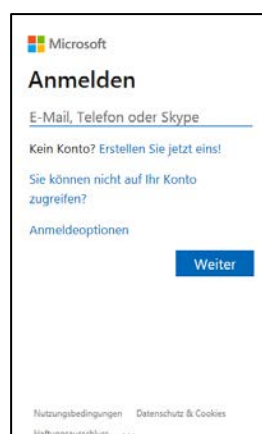 Microsoft
Anmelden
E-Mail, Telefon oder Skype
Kein Konto? Erstellen Sie jetzt eins!
Sie können nicht auf Ihr Konto
zugreifen?
Anmeldeoptionen
Weiter
Nutzungsbedingungen Datenschutz & Cookies